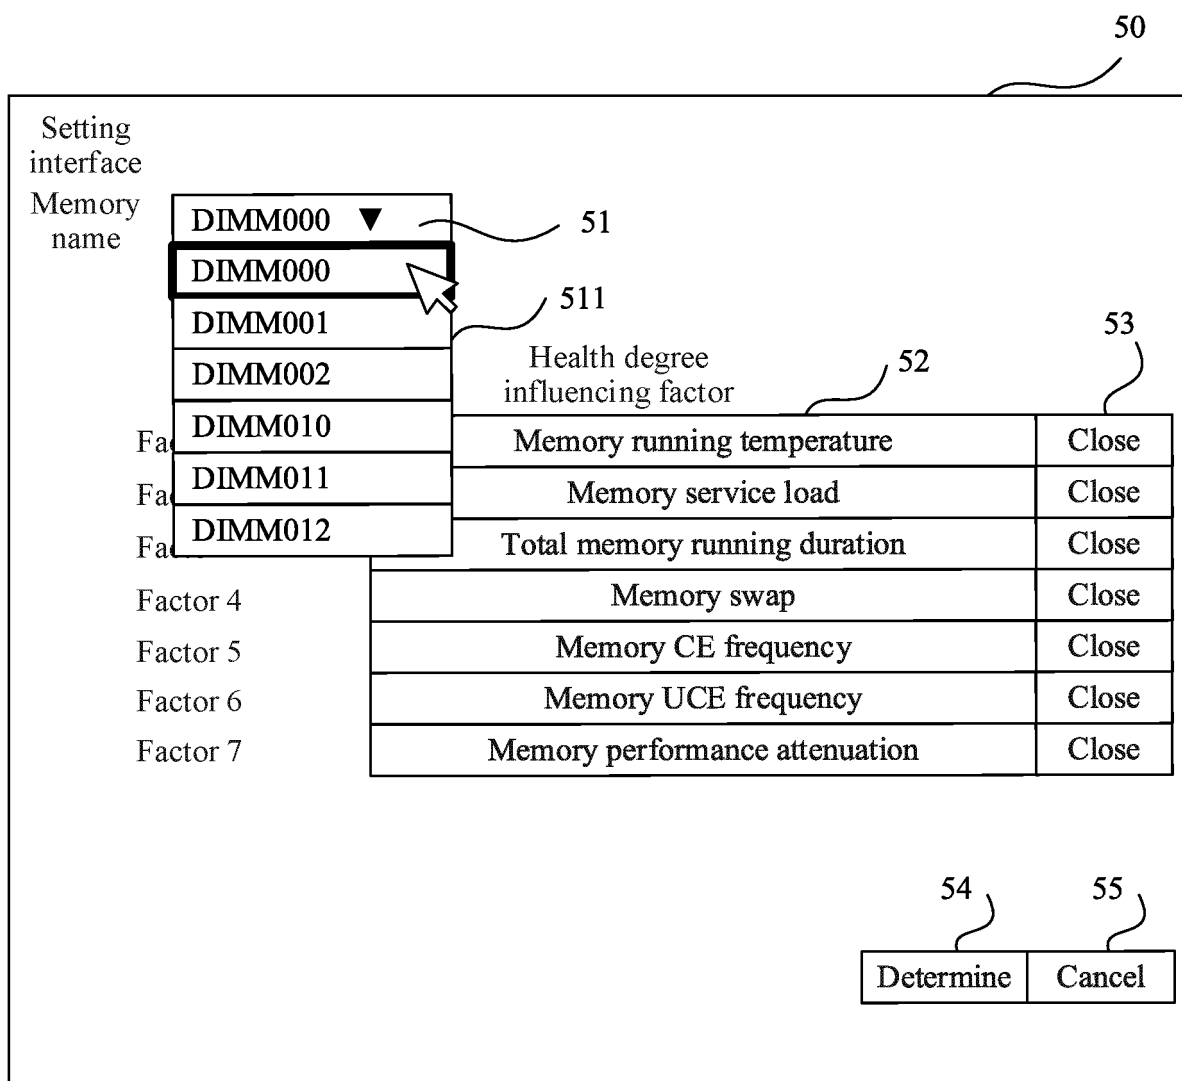 50
Setting
interface
Memory
name
DIMM000
51
DIMM000
DIMM001
511
DIMM002
DIMM010
DIMM011
DIMM012
Health degree
influencing factor
52
53
Fa
Memory running temperature
Close
Fa
Memory service load
Close
Fa
Total memory running duration
Close
Factor 4
Memory swap
Close
Factor 5
Memory CE frequency
Close
Factor 6
Memory UCE frequency
Close
Factor 7
Memory performance attenuation
Close
54
55
Determine
Cancel